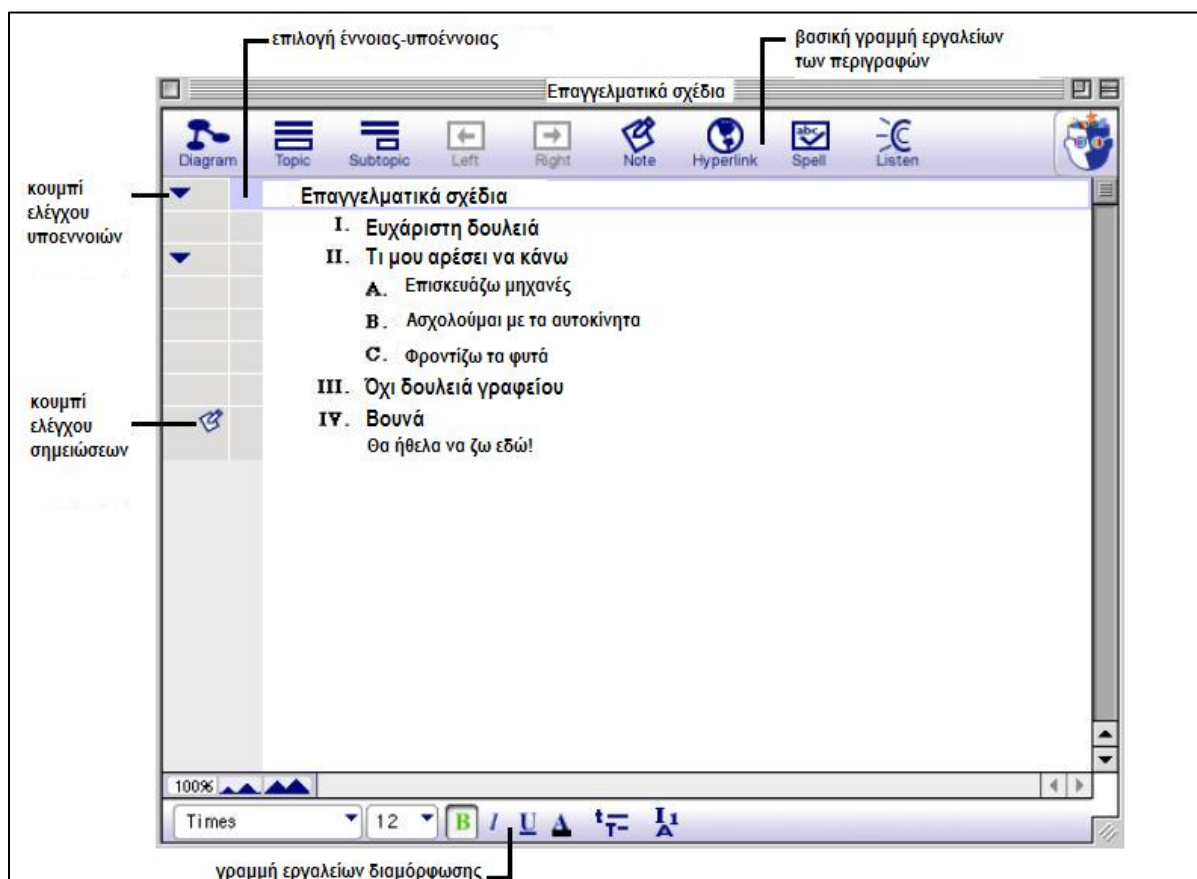 επιλογή έννοιας-υποέννοιας
βασική γραμμή εργαλείων
των περιγραφών
Επαγγελματικά σχέδια
Diagram Topic Subtopic Left Right Note Hyperlink Spell Listen
abc
κουμπί
ελέγχου
υποεννοιών
Επαγγελματικά σχέδια
I. Ευχάριστη δουλειά
II. Τι μου αρέσει να κάνω
A. Επισκευάζω μηχανές
B. Ασχολούμαι με τα αυτοκίνητα
C. Φροντίζω τα φυτά
III. Όχι δουλειά γραφείου
IV. Βουνά
Θα ήθελα να ζω εδώ!
κουμπί
ελέγχου
σημειώσεων
100%
Times 12 B I U A
γραμμή εργαλείων διαμόρφωσης